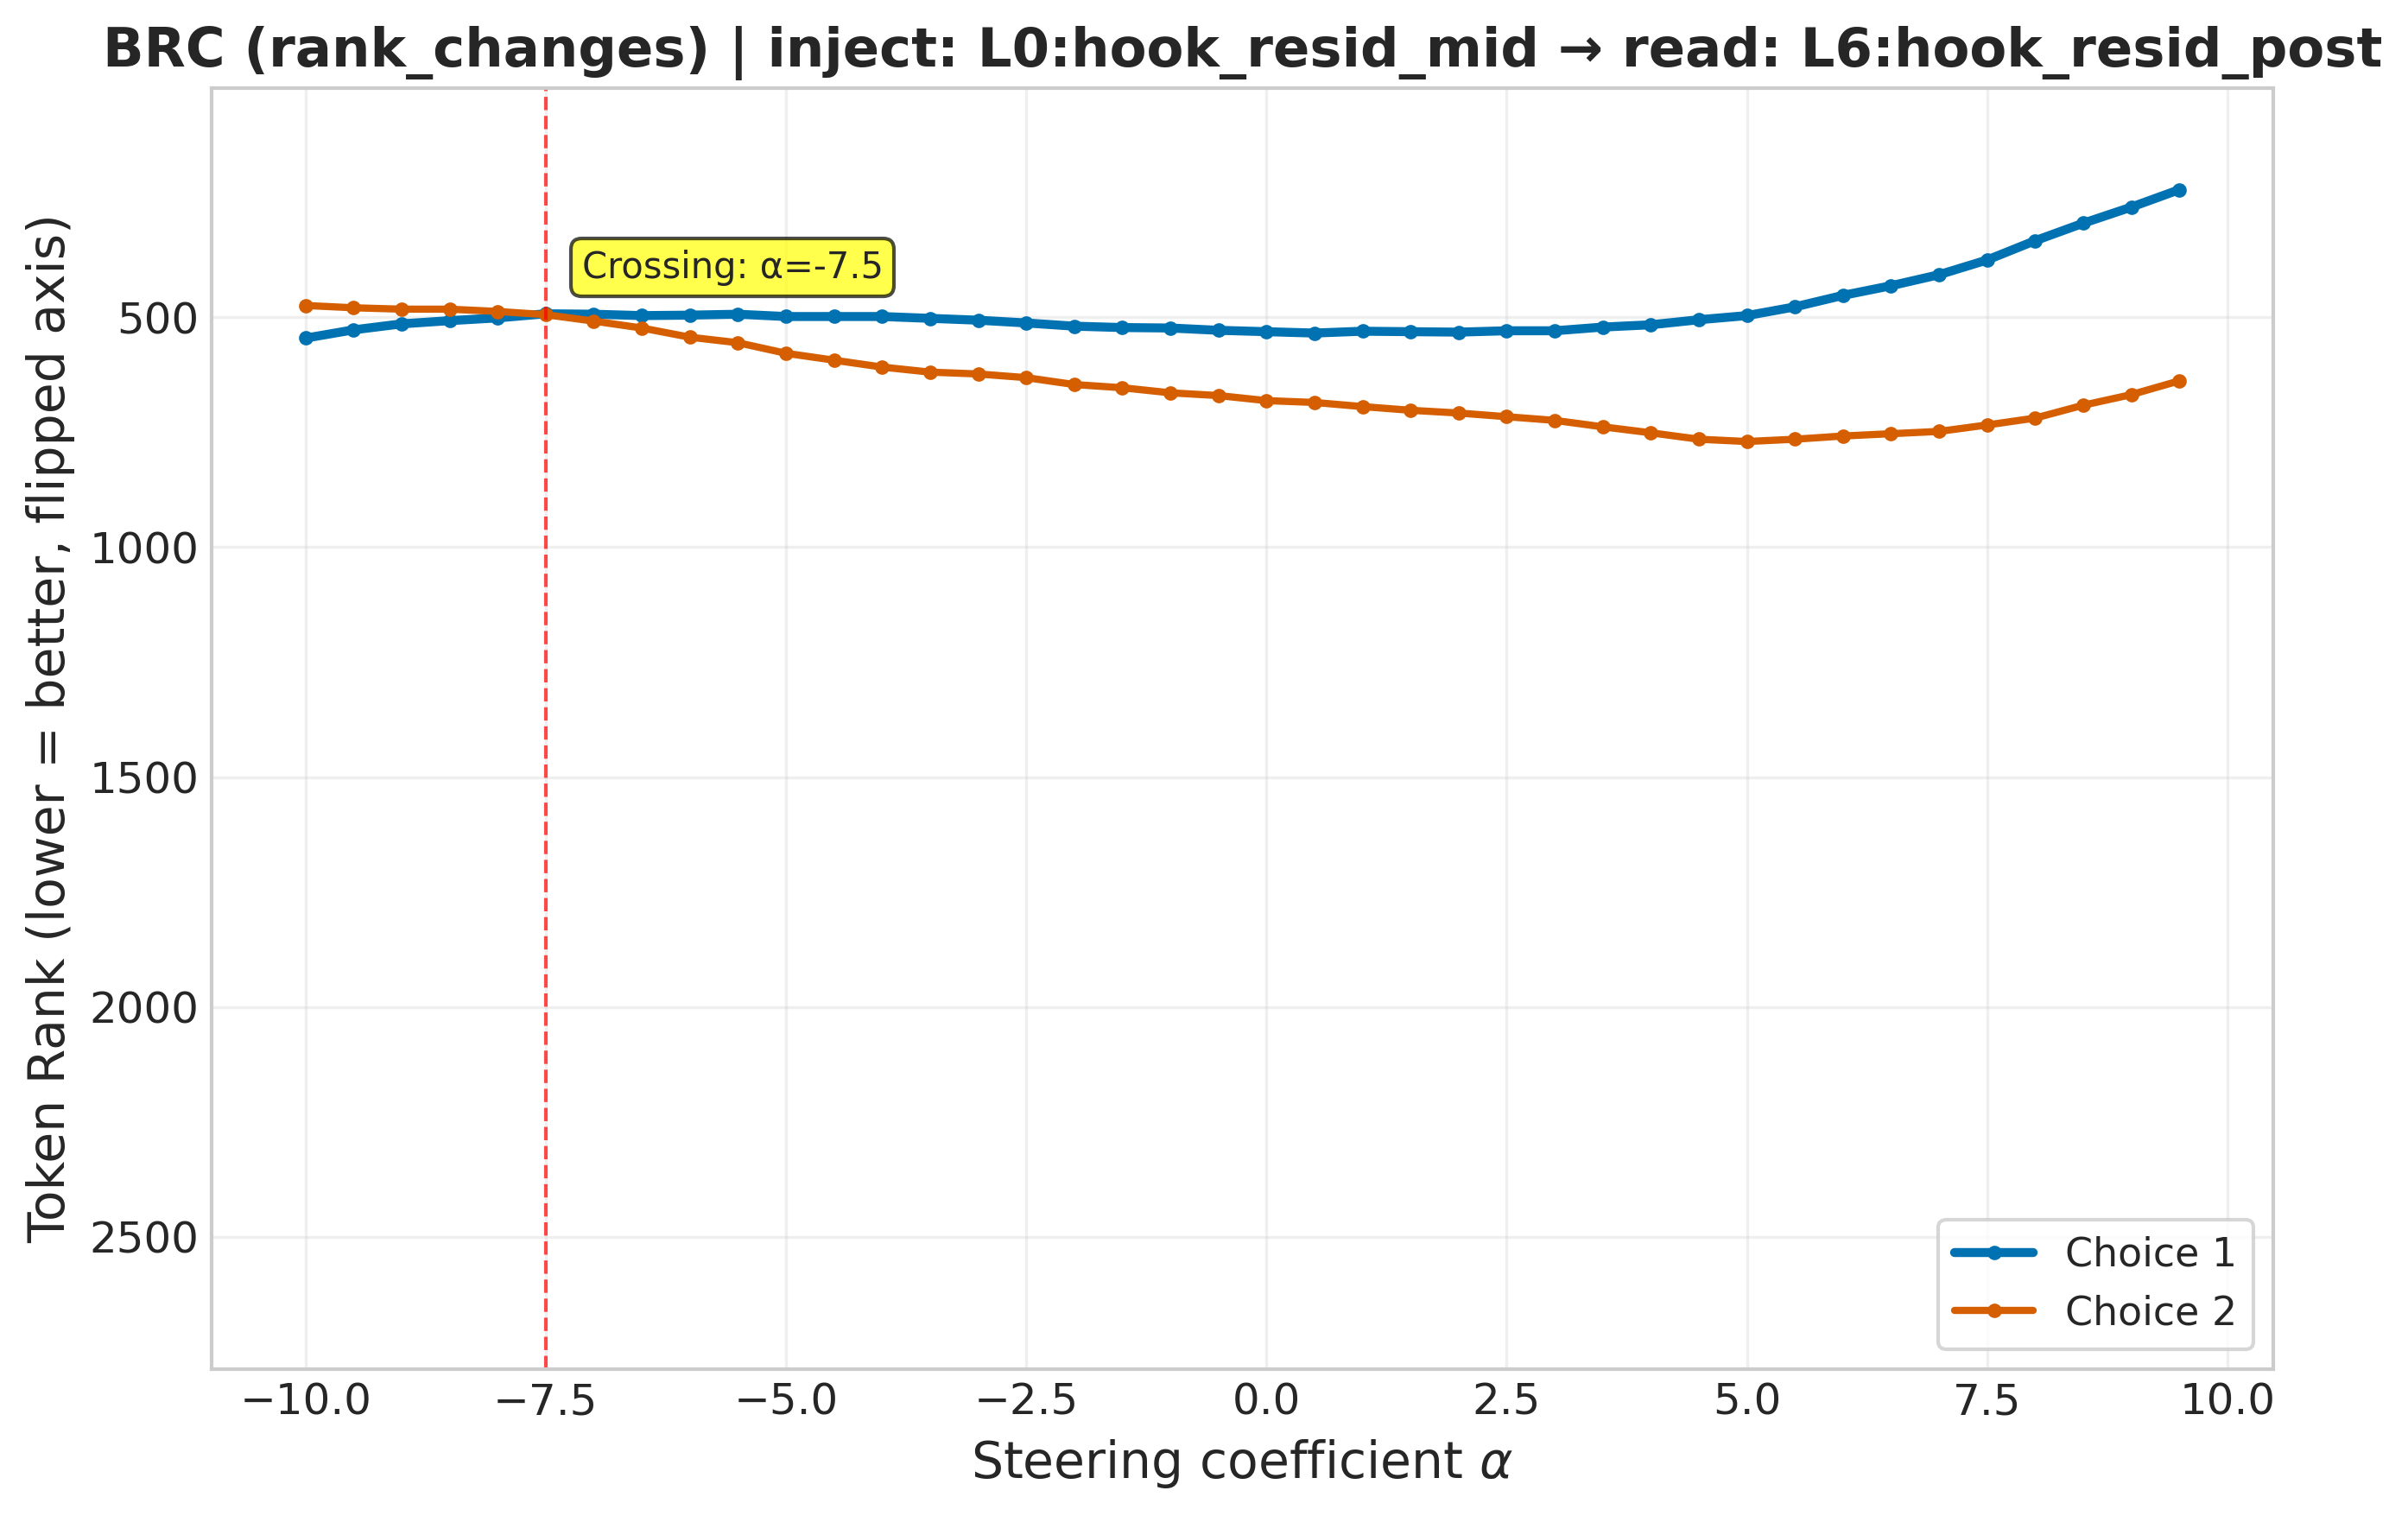 BRC (rank_changes) | inject: L0:hook_resid_mid → read: L6:hook_resid_post
Token Rank (lower = better, flipped axis)
500
1000
1500
2000
2500
Crossing: α=-7.5
Choice 1
Choice 2
−10.0 −7.5 −5.0 −2.5 0.0 2.5 5.0 7.5 10.0
Steering coefficient α